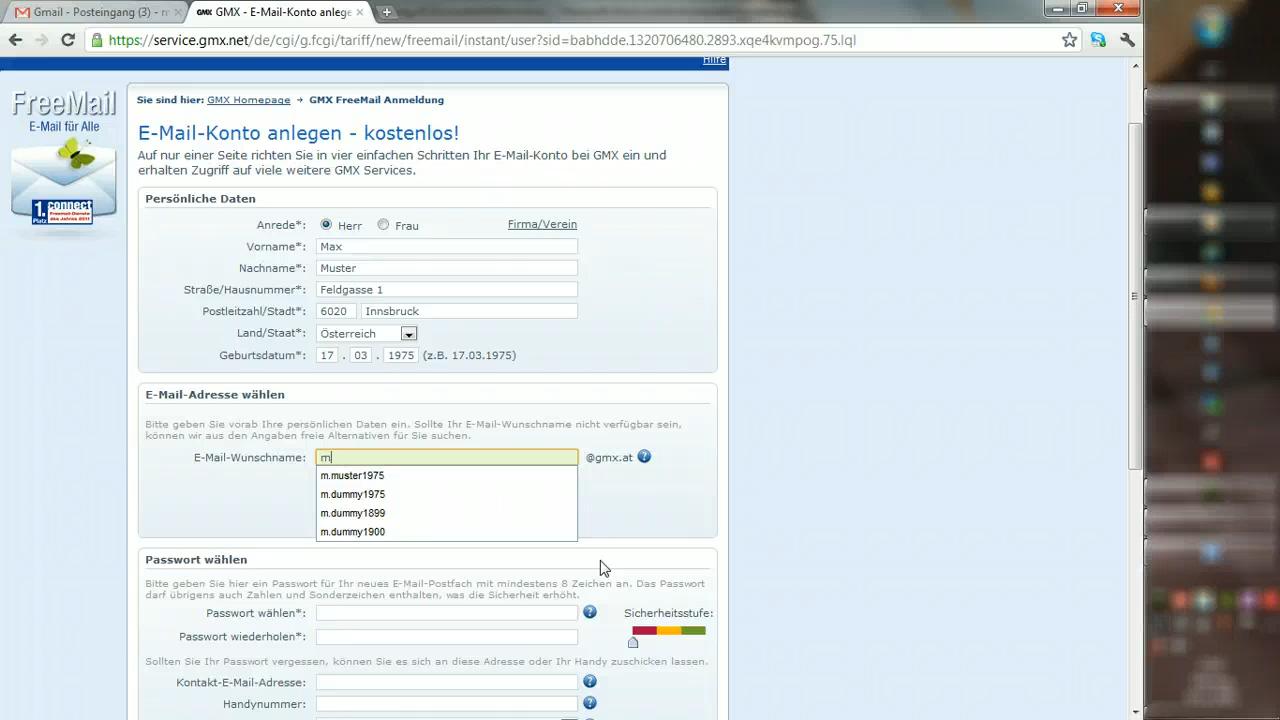 Gmail - Posteingang (3) - m
GMX - E-Mail-Konto anlege
https://service.gmx.net/de/cgi/g.fcgi/tariff/new/freemail/instant/user?sid=babhdde.1320706480.2893.xqe4kvmpog.75.lql
Hilfe
FreeMail
E-Mail für Alle
1. connect
Platz
Sie sind hier: GMX Homepage → GMX FreeMail Anmeldung
E-Mail-Konto anlegen - kostenlos!
Auf nur einer Seite richten Sie in vier einfachen Schritten Ihr E-Mail-Konto bei GMX ein und
erhalten Zugriff auf viele weitere GMX Services.
Persönliche Daten
Anrede*: Herr Frau Firma/Verein
Vorname*: Max
Nachname*: Muster
Straße/Hausnummer*: Feldgasse 1
Postleitzahl/Stadt*: 6020 Innsbruck
Land/Staat*: Österreich
Geburtsdatum*: 17 . 03 . 1975 (z.B. 17.03.1975)
E-Mail-Adresse wählen
Bitte geben Sie vorab Ihre persönlichen Daten ein. Sollte Ihr E-Mail-Wunschname nicht verfügbar sein,
können wir aus den Angaben freie Alternativen für Sie suchen.
E-Mail-Wunschname: m @gmx.at ?
m.muster1975
m.dummy1975
m.dummy1899
m.dummy1900
Passwort wählen
Bitte geben Sie hier ein Passwort für Ihr neues E-Mail-Postfach mit mindestens 8 Zeichen an. Das Passwort
darf übrigens auch Zahlen und Sonderzeichen enthalten, was die Sicherheit erhöht.
Passwort wählen*: ? Sicherheitsstufe:
Passwort wiederholen*:
Sollten Sie Ihr Passwort vergessen, können Sie es sich an diese Adresse oder Ihr Handy zuschicken lassen.
Kontakt-E-Mail-Adresse: ?
Handynummer: ?